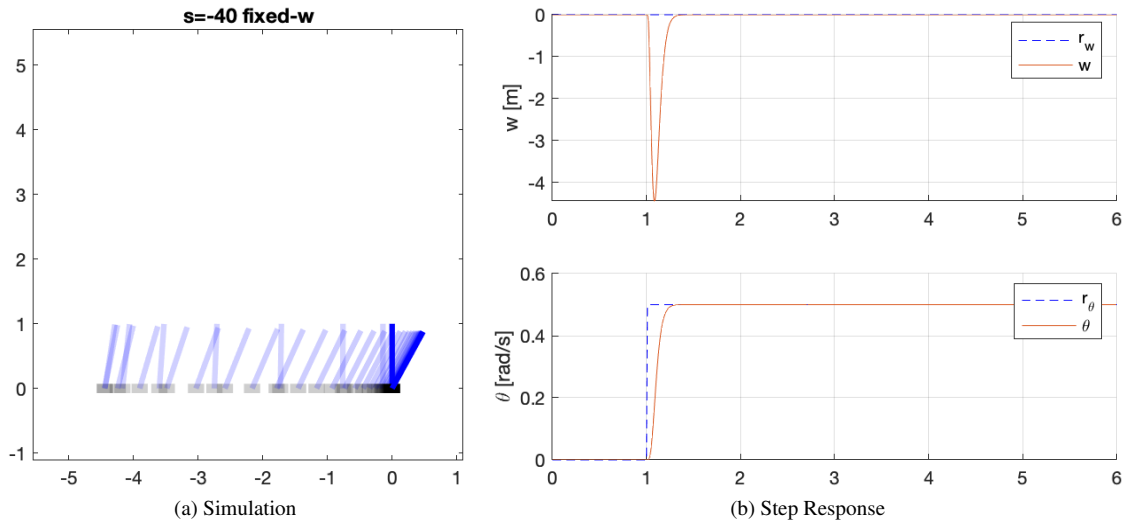 s=-40 fixed-w
5
4
3
2
1
0
-1
-5 -4 -3 -2 -1 0 1
(a) Simulation
w [m]
0
-1
-2
-3
-4
r_w
w
0 1 2 3 4 5 6
θ [rad/s]
0.6
0.4
0.2
0
r_θ
θ
0 1 2 3 4 5 6
(b) Step Response